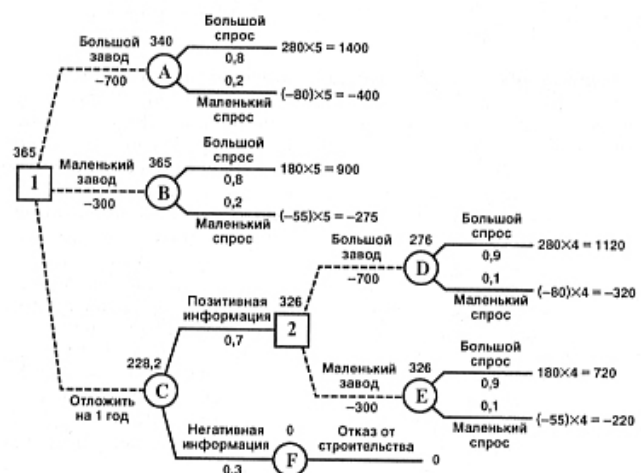 Большой
спрос
280×5 = 1400
Большой
завод
340
–700
A
0,8
0,2
Маленький
спрос
(–80)×5 = –400
365
1
Маленький
завод
–300
365
B
Большой
спрос
180×5 = 900
0,8
0,2
Маленький
спрос
(–55)×5 = –275
Отложить
на 1 год
228,2
C
Позитивная
информация
0,7
326
2
Большой
завод
–700
276
D
Большой
спрос
280×4 = 1120
0,9
0,1
Маленький
спрос
(–80)×4 = –320
Маленький
завод
–300
326
E
Большой
спрос
180×4 = 720
0,9
0,1
Маленький
спрос
(–55)×4 = –220
Негативная
информация
0,3
0
F
Отказ от
строительства
0